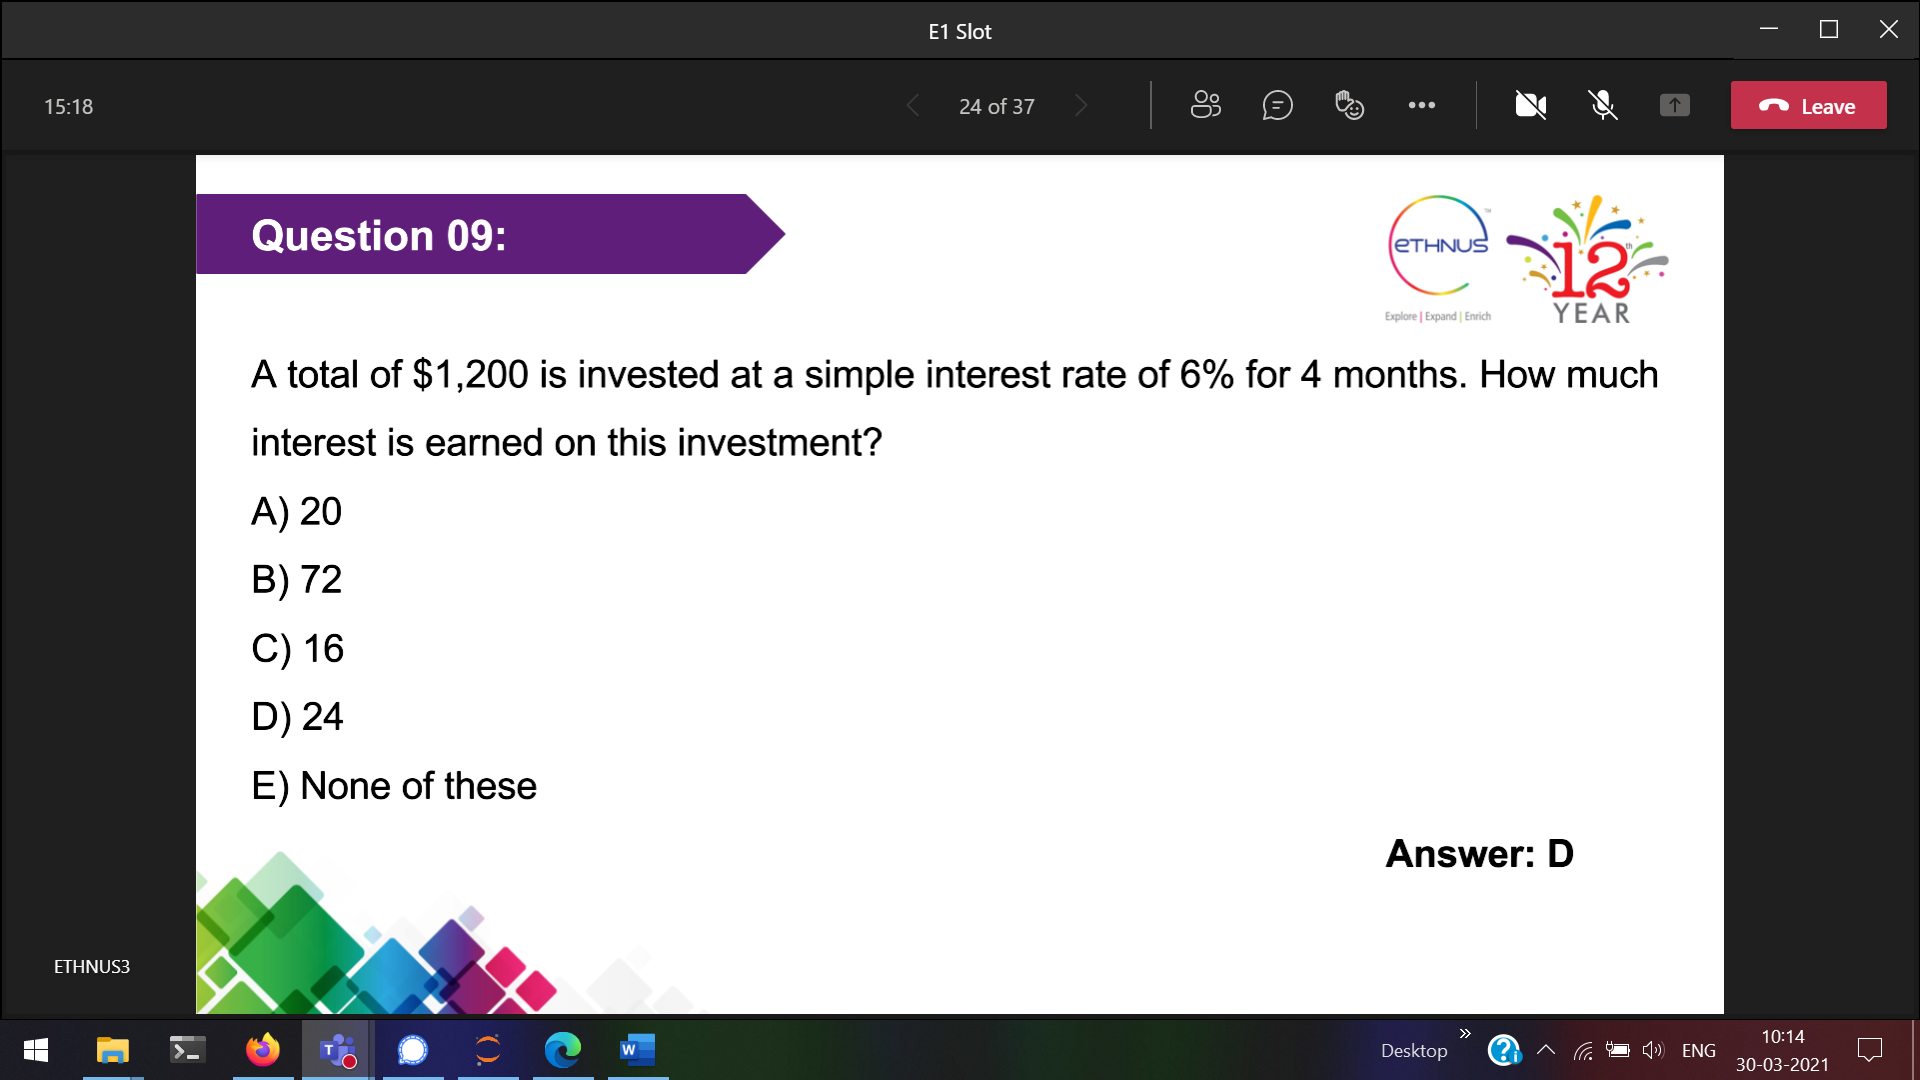 E1 Slot
15:18
24 of 37
Leave
Question 09:
eTHNUS
TM
Explore | Expand | Enrich
12th
YEAR
A total of $1,200 is invested at a simple interest rate of 6% for 4 months. How much
interest is earned on this investment?
A) 20
B) 72
C) 16
D) 24
E) None of these
Answer: D
ETHNUS3
T
W
Desktop
ENG
10:14
30-03-2021